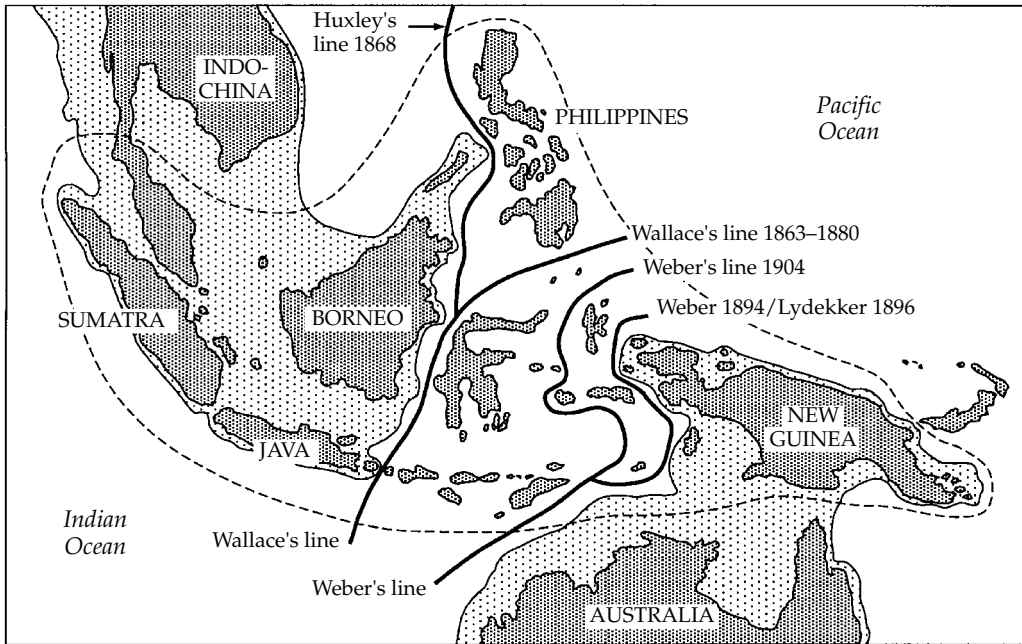 Huxley's
line 1868
INDO-
CHINA
PHILIPPINES
Pacific
Ocean
Wallace's line 1863–1880
Weber's line 1904
Weber 1894/Lydekker 1896
SUMATRA
BORNEO
NEW
GUINEA
JAVA
Indian
Ocean
Wallace's line
Weber's line
AUSTRALIA